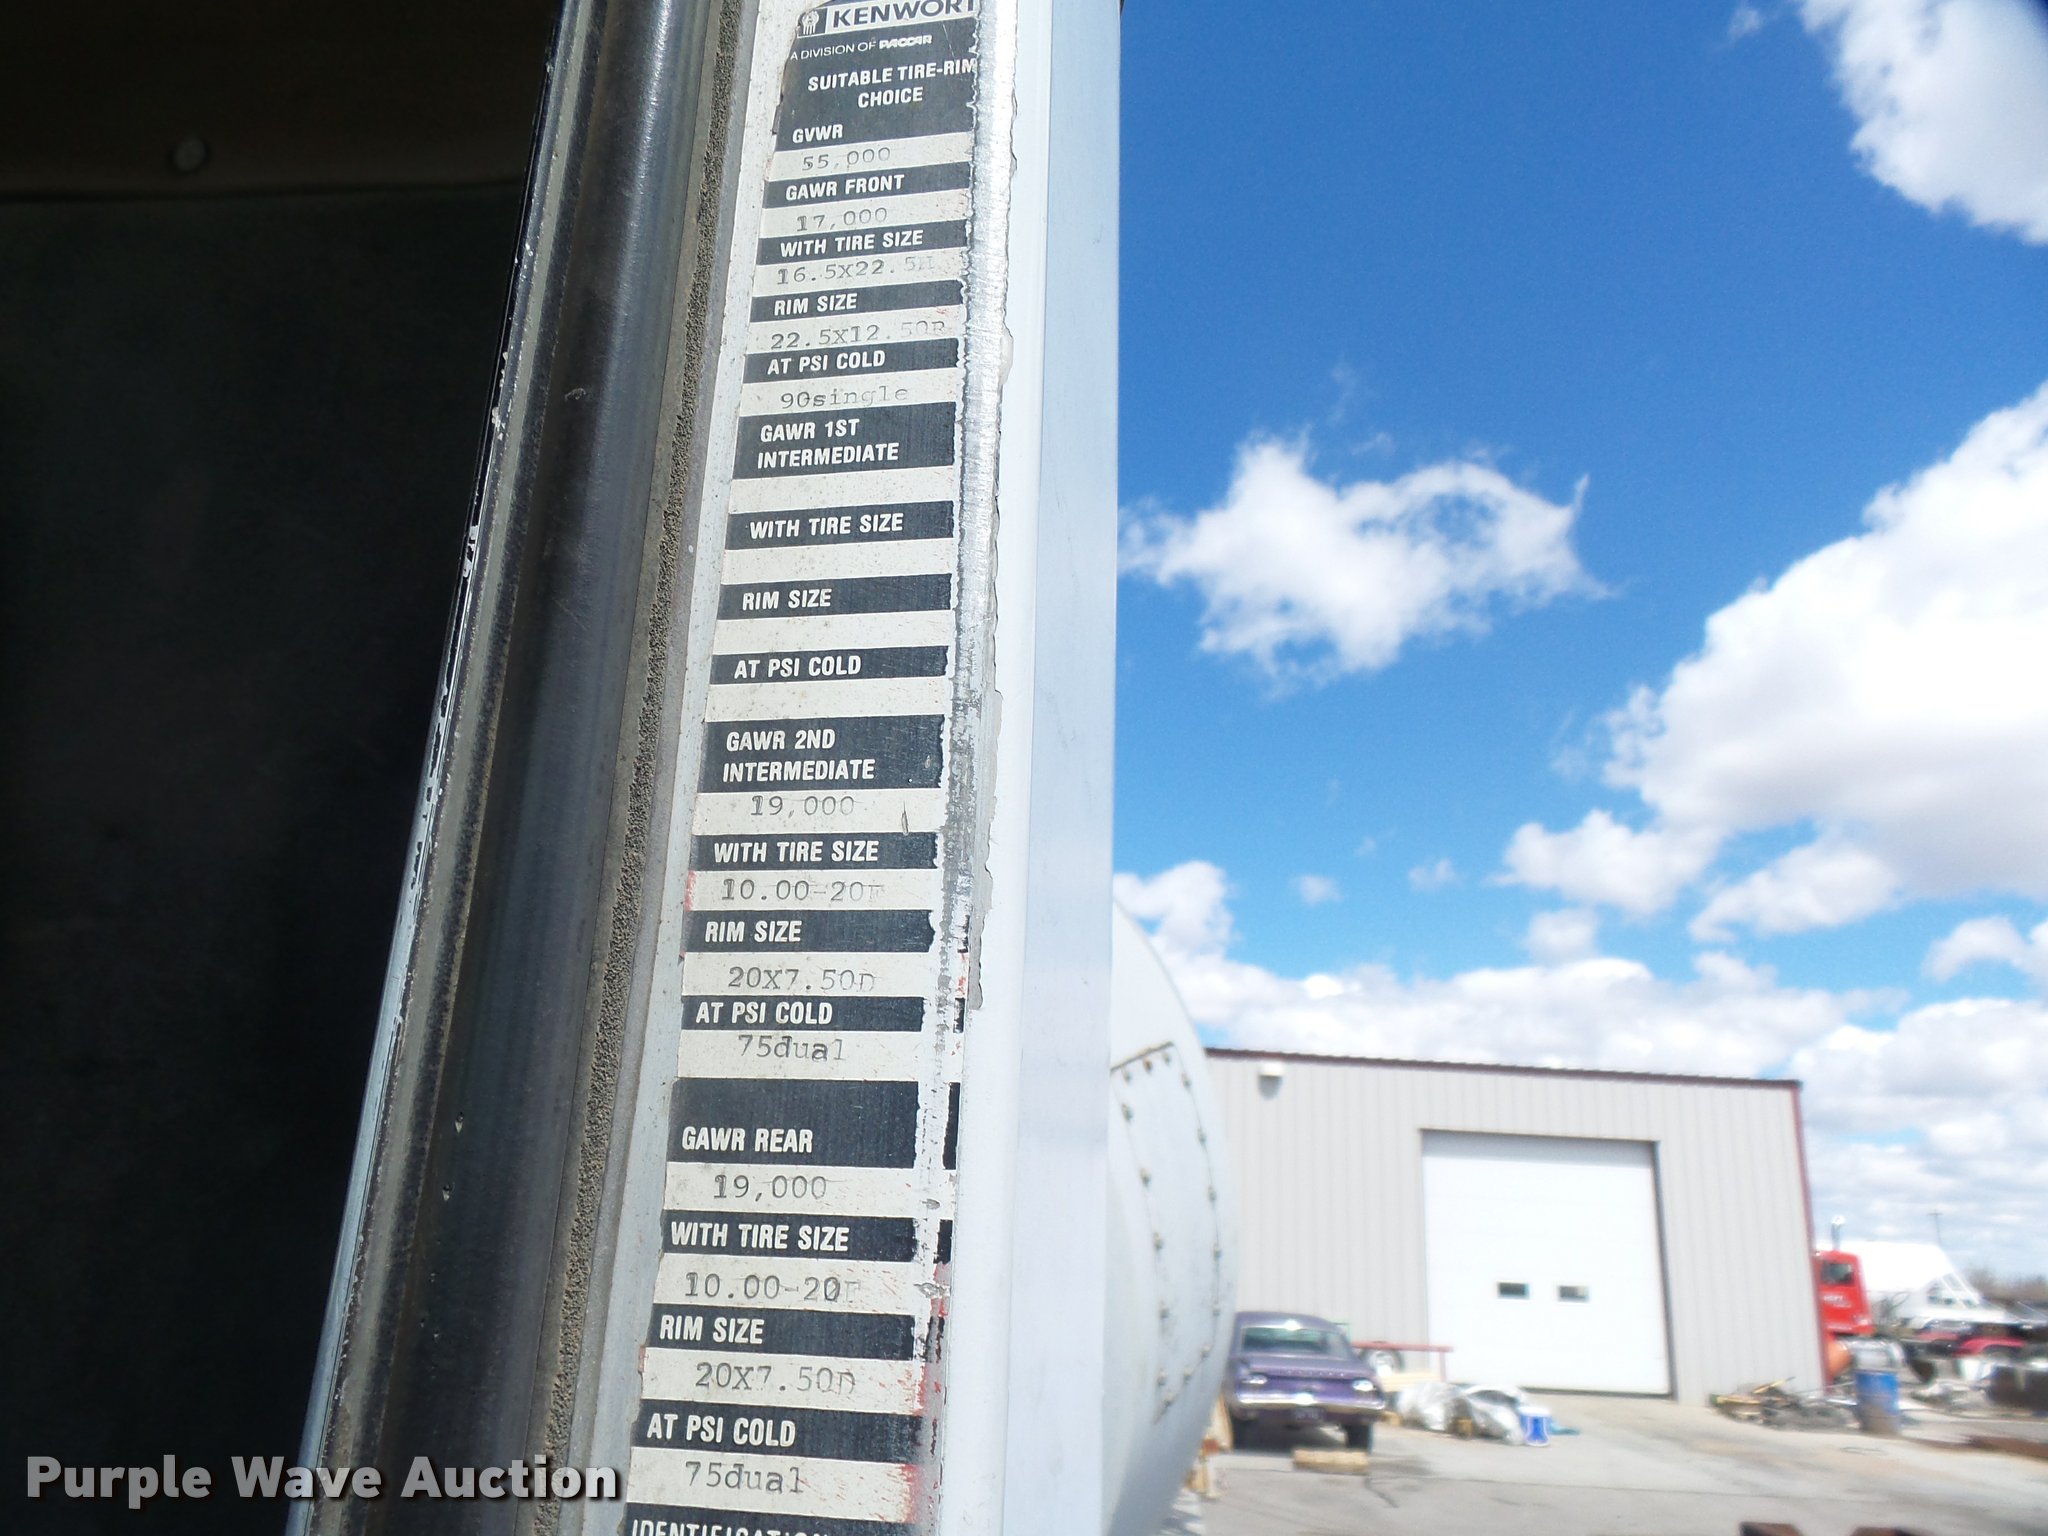 KENWORT
A DIVISION OF PACCAR
SUITABLE TIRE-RIM
CHOICE
GVWR
55,000
GAWR FRONT
17,000
WITH TIRE SIZE
16.5X22.5H
RIM SIZE
22.5X12.50R
AT PSI COLD
90single
GAWR 1ST
INTERMEDIATE
WITH TIRE SIZE
RIM SIZE
AT PSI COLD
GAWR 2ND
INTERMEDIATE
19,000
WITH TIRE SIZE
10.00-20F
RIM SIZE
20X7.50D
AT PSI COLD
75dual
GAWR REAR
19,000
WITH TIRE SIZE
10.00-20F
RIM SIZE
20X7.50D
AT PSI COLD
75dual
IDENTIFICATION
Purple Wave Auction